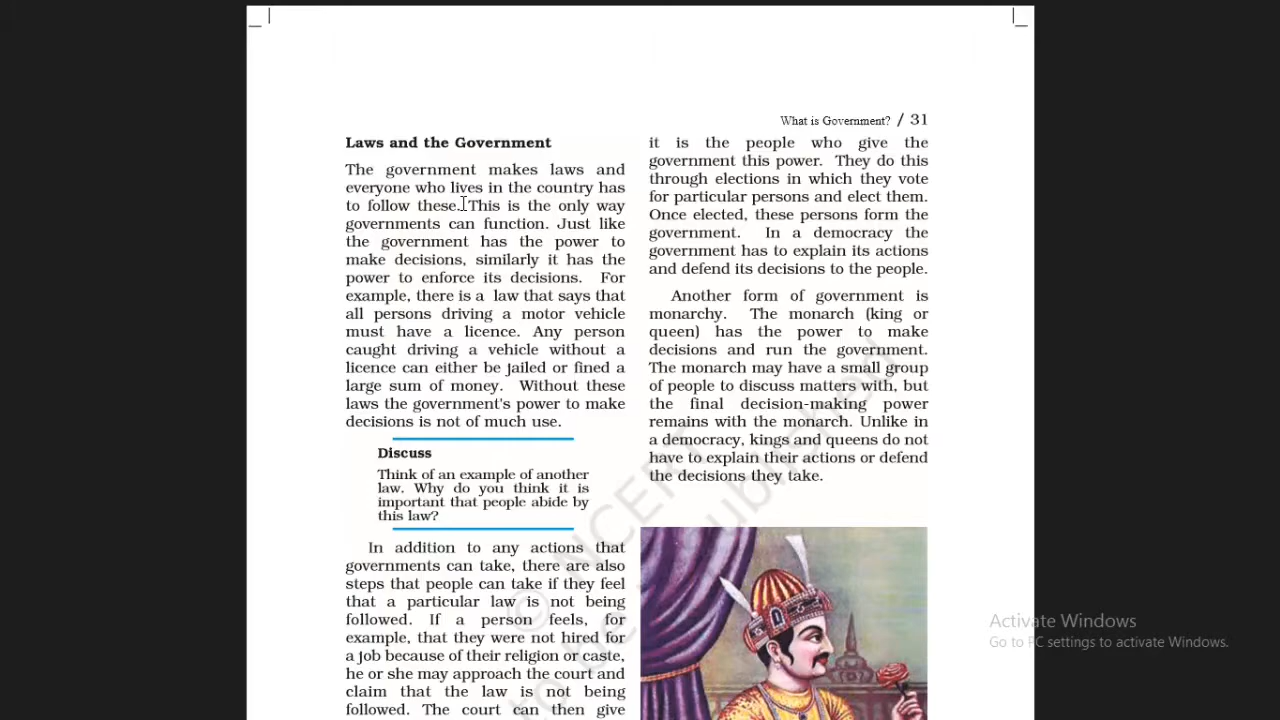 What is Government? / 31
Laws and the Government
The government makes laws and
everyone who lives in the country has
to follow these. This is the only way
governments can function. Just like
the government has the power to
make decisions, similarly it has the
power to enforce its decisions. For
example, there is a law that says that
all persons driving a motor vehicle
must have a licence. Any person
caught driving a vehicle without a
licence can either be jailed or fined a
large sum of money. Without these
laws the government's power to make
decisions is not of much use.
Discuss
Think of an example of another
law. Why do you think it is
important that people abide by
this law?
In addition to any actions that
governments can take, there are also
steps that people can take if they feel
that a particular law is not being
followed. If a person feels, for
example, that they were not hired for
a job because of their religion or caste,
he or she may approach the court and
claim that the law is not being
followed. The court can then give
it is the people who give the
government this power. They do this
through elections in which they vote
for particular persons and elect them.
Once elected, these persons form the
government. In a democracy the
government has to explain its actions
and defend its decisions to the people.
Another form of government is
monarchy. The monarch (king or
queen) has the power to make
decisions and run the government.
The monarch may have a small group
of people to discuss matters with, but
the final decision-making power
remains with the monarch. Unlike in
a democracy, kings and queens do not
have to explain their actions or defend
the decisions they take.
© NCERT
to be
published
Activate Windows
Go to PC settings to activate Windows.